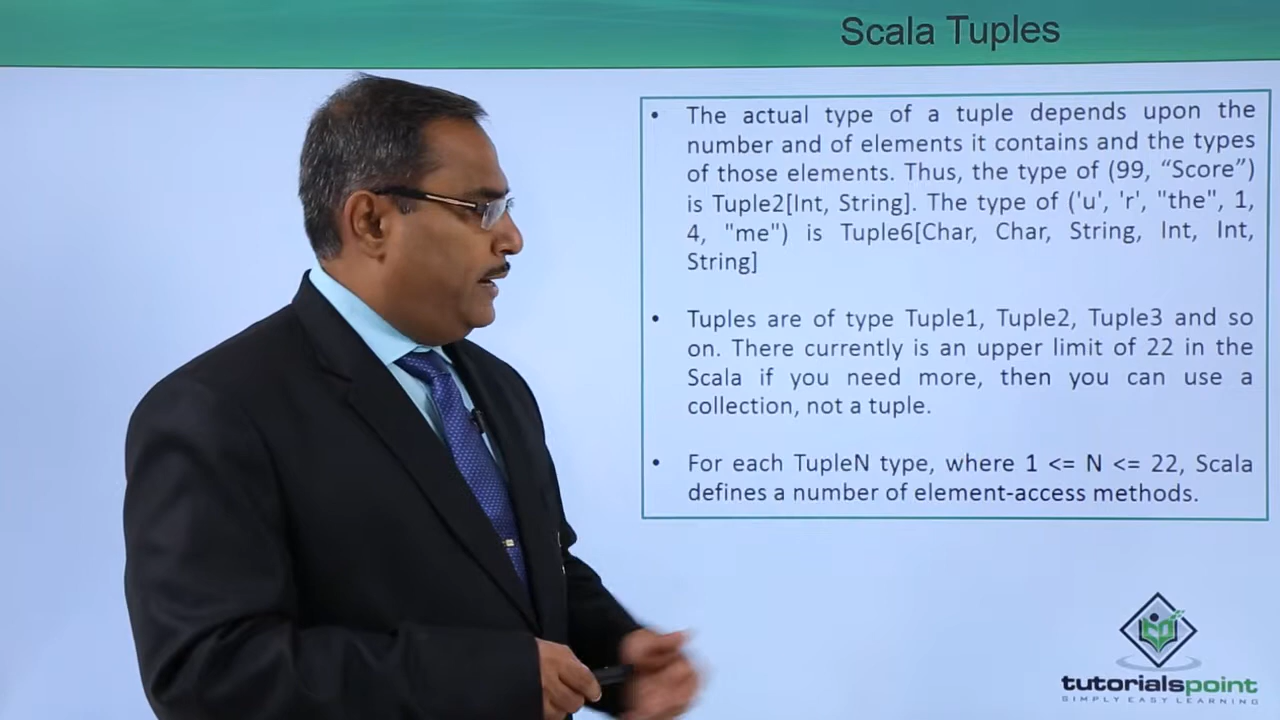 Scala Tuples
• The actual type of a tuple depends upon the
number and of elements it contains and the types
of those elements. Thus, the type of (99, “Score”)
is Tuple2[Int, String]. The type of ('u', 'r', "the", 1,
4, "me") is Tuple6[Char, Char, String, Int, Int,
String]
• Tuples are of type Tuple1, Tuple2, Tuple3 and so
on. There currently is an upper limit of 22 in the
Scala if you need more, then you can use a
collection, not a tuple.
• For each TupleN type, where 1 <= N <= 22, Scala
defines a number of element-access methods.
tutorialspoint
SIMPLY EASY LEARNING